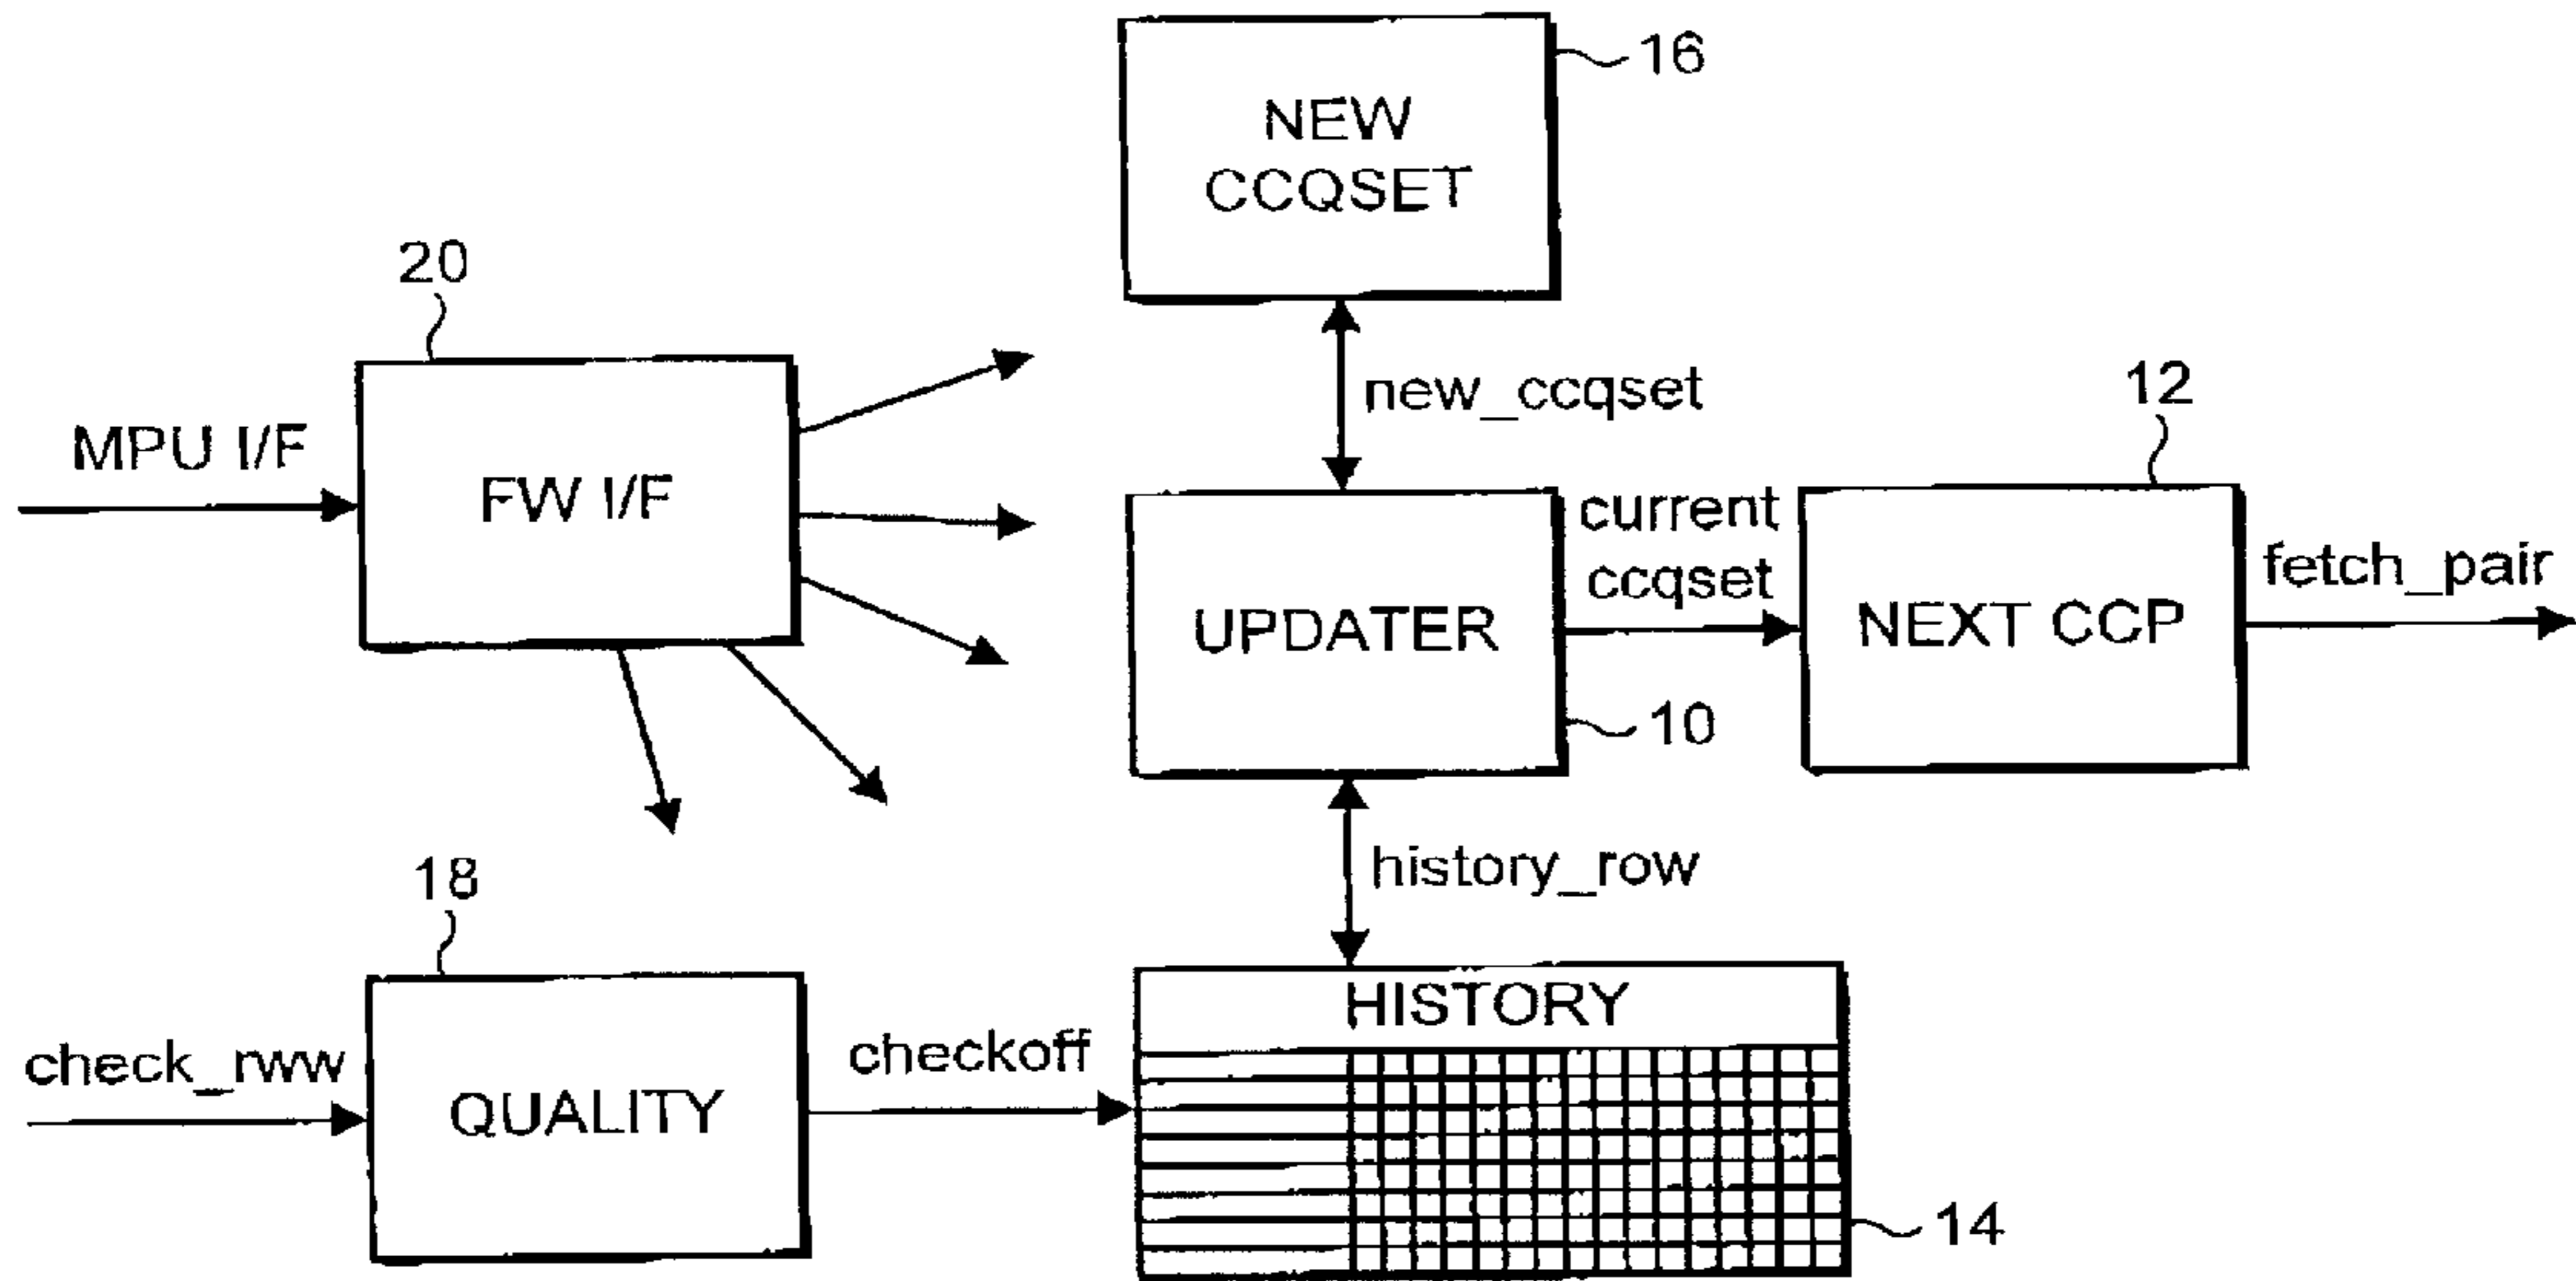 16
NEW
CCQSET
20
new_ccqset
12
MPU I/F
FW I/F
current
ccqset
fetch_pair
UPDATER
NEXT CCP
10
history_row
18
HISTORY
check_rww
checkoff
QUALITY
14